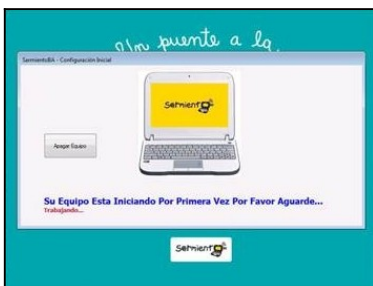 Un puente a la
SarmientoBA - Configuración Inicial
Sarmiento
Apagar Equipo
Su Equipo Esta Iniciando Por Primera Vez Por Favor Aguarde...
Trabajando...
Sarmiento